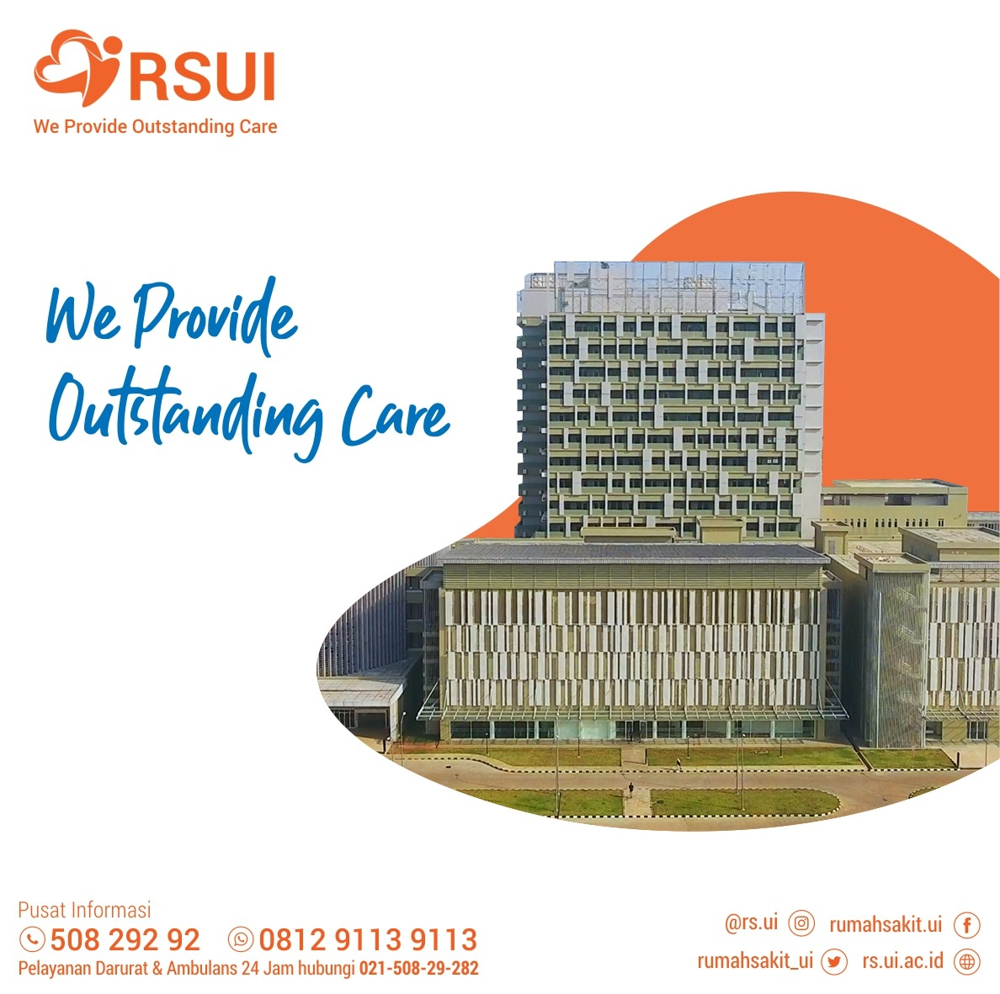 RSUI
We Provide Outstanding Care
We Provide
Outstanding Care
Pusat Informasi
508 292 92 0812 9113 9113
Pelayanan Darurat & Ambulans 24 Jam hubungi 021-508-29-282
@rs.ui rumahsakit.ui
rumahsakit_ui rs.ui.ac.id